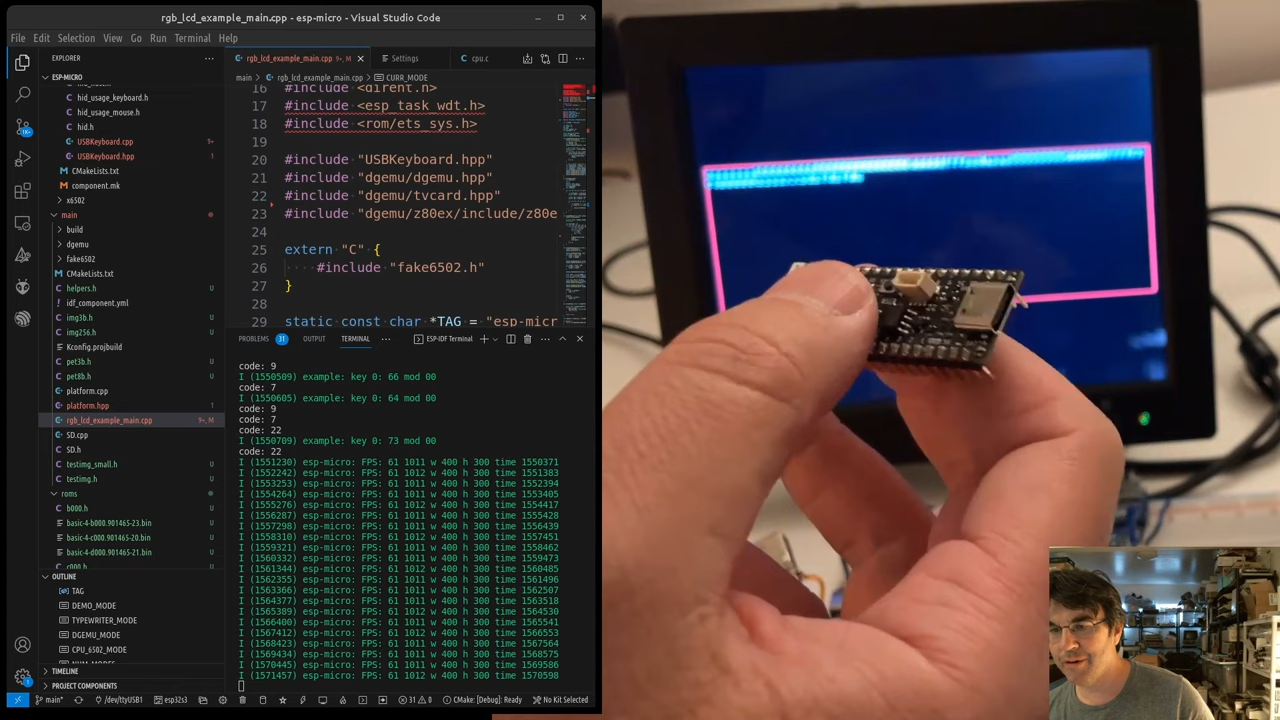 rgb_lcd_example_main.cpp - esp-micro - Visual Studio Code
File Edit Selection View Go Run Terminal Help
EXPLORER
ESP-MICRO
hid_usage_keyboard.h
hid_usage_mouse.h
hid.h
USBKeyboard.cpp 9+
USBKeyboard.hpp 1
CMakeLists.txt
component.mk
x6502
main
build
dgemu
fake6502
CMakeLists.txt
helpers.h U
idf_component.yml
img3b.h U
img256.h U
Kconfig.projbuild
pet3b.h U
pet8b.h U
platform.cpp
platform.hpp 1
rgb_lcd_example_main.cpp 9+, M
SD.cpp
SD.h
testimg_small.h U
testimg.h U
roms
b000.h U
basic-4-b000.901465-23.bin U
basic-4-c000.901465-20.bin U
basic-4-d000.901465-21.bin U
c000.h U
OUTLINE
TAG
DEMO_MODE
TYPEWRITER_MODE
DGEMU_MODE
CPU_6502_MODE
NUM_MODES
TIMELINE
PROJECT COMPONENTS
rgb_lcd_example_main.cpp 9+, M Settings cpu.c
main > rgb_lcd_example_main.cpp > CURR_MODE
16 #include <dirent.h>
17 #include <esp_task_wdt.h>
18 #include <rom/ets_sys.h>
19
20 #include "USBKeyboard.hpp"
21 #include "dgemu/dgemu.h"
22 #include "dgemu/tvcard.hpp"
23 #include "dgemu/z80ex/include/z80e
24
25 extern "C" {
26 #include "fake6502.h"
27 }
28
29 static const char *TAG = "esp-micr
PROBLEMS 31 OUTPUT TERMINAL ESP-IDF Terminal
code: 9
I (1550509) example: key 0: 66 mod 00
code: 7
I (1550605) example: key 0: 64 mod 00
code: 9
code: 7
code: 22
I (1550709) example: key 0: 73 mod 00
code: 22
I (1551230) esp-micro: FPS: 61 1011 w 400 h 300 time 1550371
I (1552242) esp-micro: FPS: 61 1012 w 400 h 300 time 1551383
I (1553253) esp-micro: FPS: 61 1011 w 400 h 300 time 1552394
I (1554264) esp-micro: FPS: 61 1011 w 400 h 300 time 1553405
I (1555276) esp-micro: FPS: 61 1012 w 400 h 300 time 1554417
I (1556287) esp-micro: FPS: 61 1011 w 400 h 300 time 1555428
I (1557298) esp-micro: FPS: 61 1011 w 400 h 300 time 1556439
I (1558310) esp-micro: FPS: 61 1012 w 400 h 300 time 1557451
I (1559321) esp-micro: FPS: 61 1011 w 400 h 300 time 1558462
I (1560332) esp-micro: FPS: 61 1011 w 400 h 300 time 1559473
I (1561344) esp-micro: FPS: 61 1012 w 400 h 300 time 1560485
I (1562355) esp-micro: FPS: 61 1011 w 400 h 300 time 1561496
I (1563366) esp-micro: FPS: 61 1011 w 400 h 300 time 1562507
I (1564377) esp-micro: FPS: 61 1011 w 400 h 300 time 1563518
I (1565389) esp-micro: FPS: 61 1012 w 400 h 300 time 1564530
I (1566400) esp-micro: FPS: 61 1011 w 400 h 300 time 1565541
I (1567412) esp-micro: FPS: 61 1012 w 400 h 300 time 1566553
I (1568423) esp-micro: FPS: 61 1011 w 400 h 300 time 1567564
I (1569434) esp-micro: FPS: 61 1011 w 400 h 300 time 1568575
I (1570445) esp-micro: FPS: 61 1011 w 400 h 300 time 1569586
I (1571457) esp-micro: FPS: 61 1012 w 400 h 300 time 1570598
main* /dev/ttyUSB1 esp32s3 31 0 CMake: [Debug]: Ready No Kit Selected